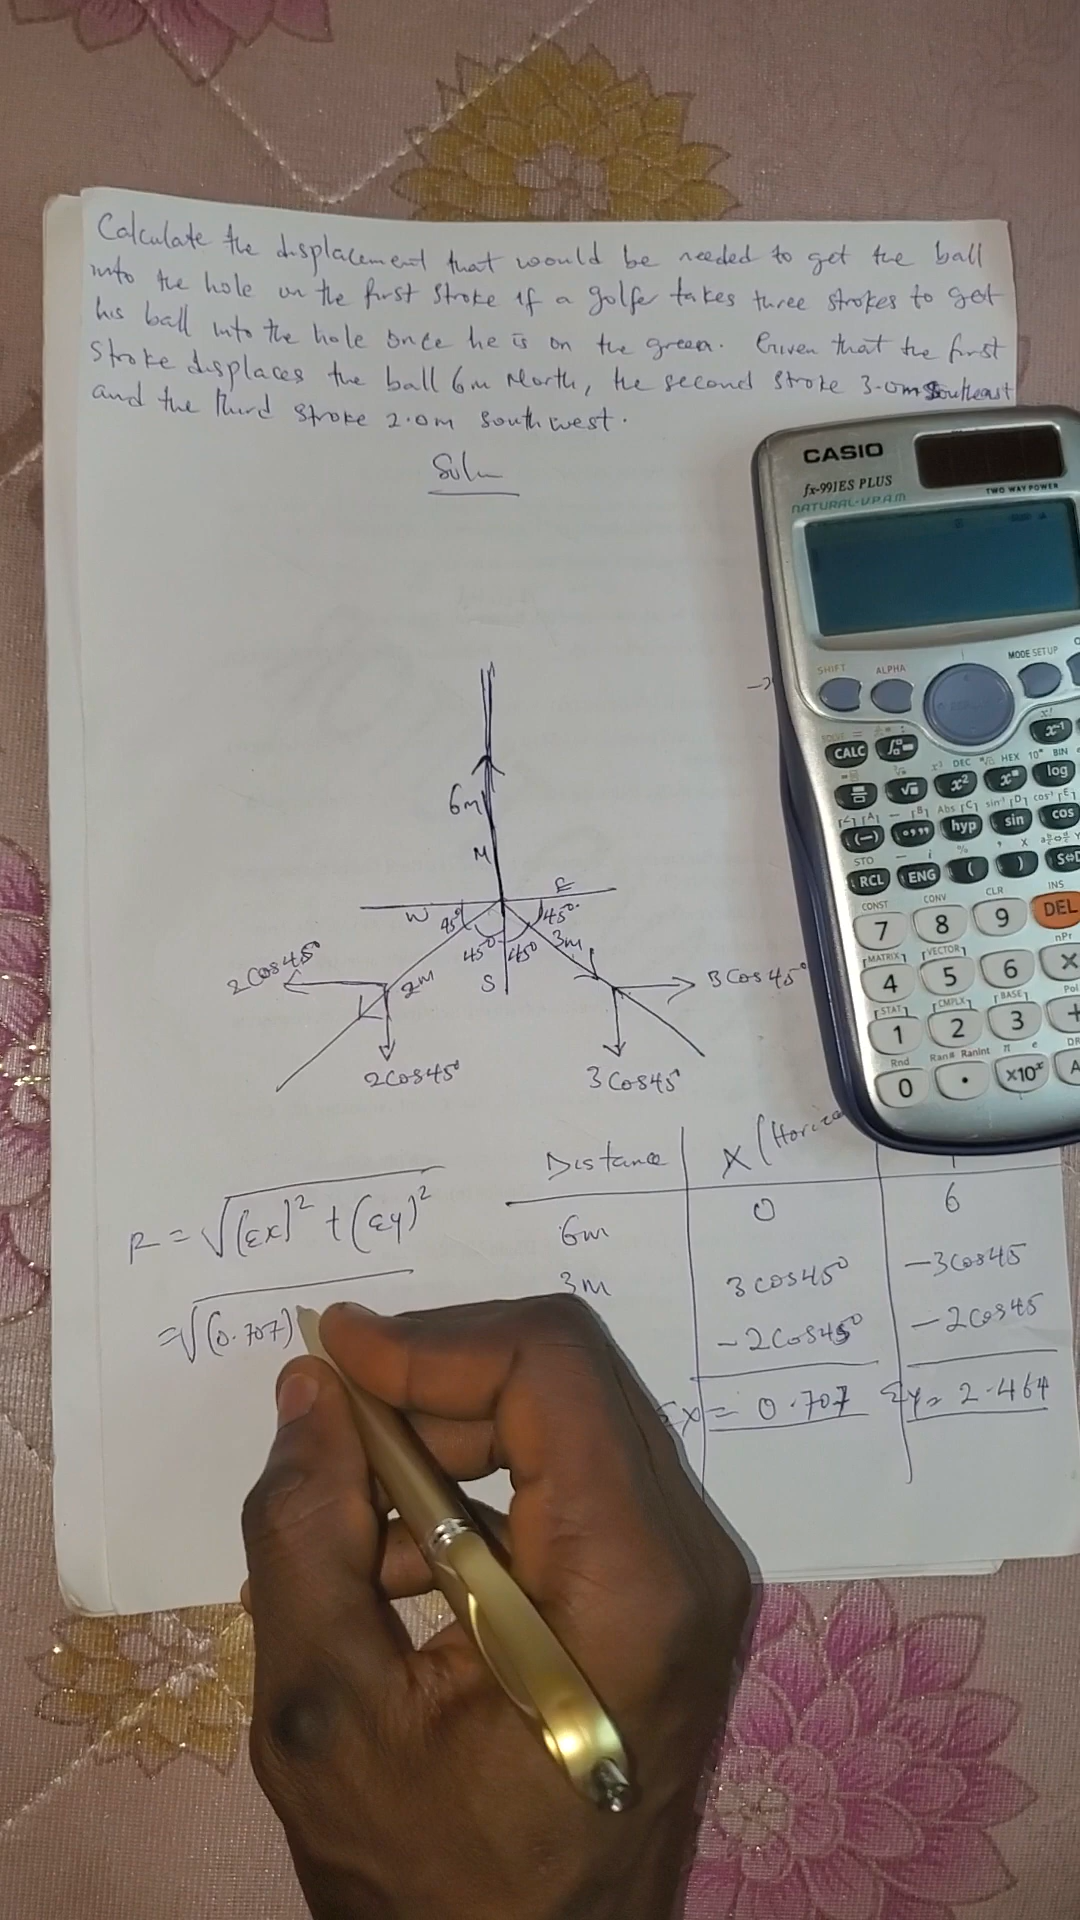 Calculate the displacement that would be needed to get the ball
into the hole on the first stroke if a golfer takes three strokes to get
his ball into the hole once he is on the green. Given that the first
stroke displaces the ball 6m North, the second stroke 3.0m Southeast
and the third stroke 2.0m Southwest.
Soln
CASIO
fx-991ES PLUS
TWO WAY POWER
NATURAL-V.P.A.M.
SHIFT ALPHA MODE SETUP
CALC
x² log
hyp sin cos
STO
RCL ENG ( ) S⇔D
CONST CONV CLR INS
7 8 9 DEL
MATRIX VECTOR nPr
4 5 6 ×
STAT CMPLX BASE Pol
1 2 3 +
Rnd Ran# RanInt π e
0 . ×10ˣ
6m
N
W E
45° 45°
45° 45° 3m
2m S
2cos45° 3cos45°
2cos45° 3cos45°
Distance X (Horiz
R = √(Σx)² + (Σy)²
6m 0 6
3m 3cos45° -3cos45
= √(0.707)
-2cos45° -2cos45
Σx = 0.707 Σy = 2.464